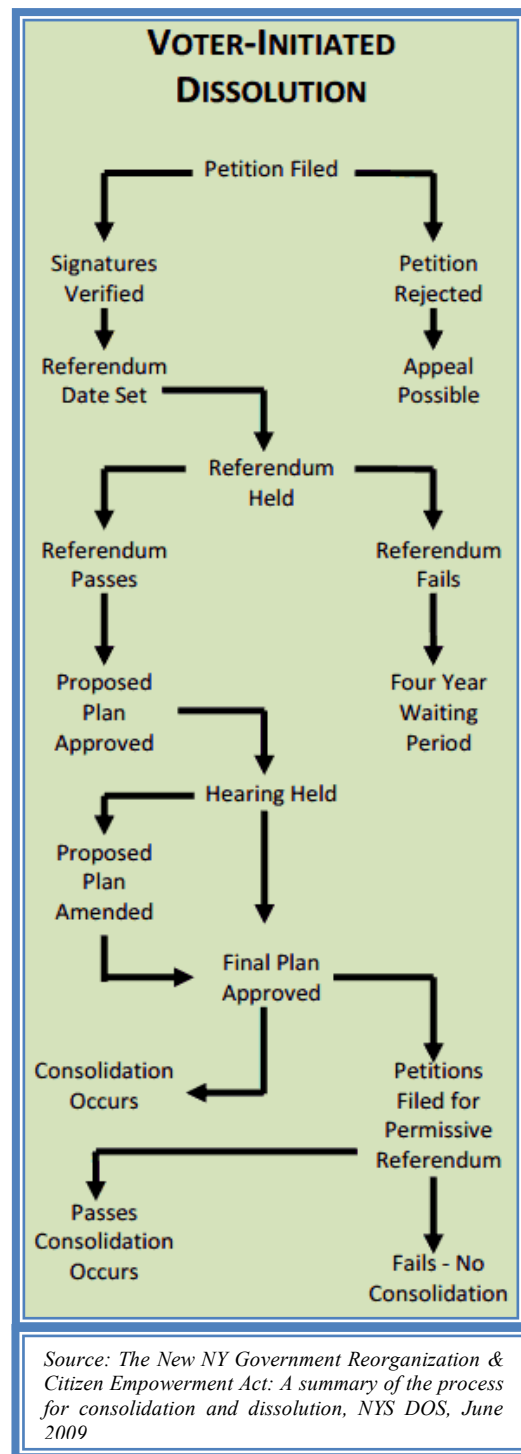 VOTER-INITIATED
DISSOLUTION
Petition Filed
Signatures
Verified
Petition
Rejected
Referendum
Date Set
Appeal
Possible
Referendum
Held
Referendum
Passes
Referendum
Fails
Proposed
Plan
Approved
Four Year
Waiting
Period
Hearing Held
Proposed
Plan
Amended
Final Plan
Approved
Consolidation
Occurs
Petitions
Filed for
Permissive
Referendum
Passes
Consolidation
Occurs
Fails - No
Consolidation
Source: The New NY Government Reorganization &
Citizen Empowerment Act: A summary of the process
for consolidation and dissolution, NYS DOS, June
2009